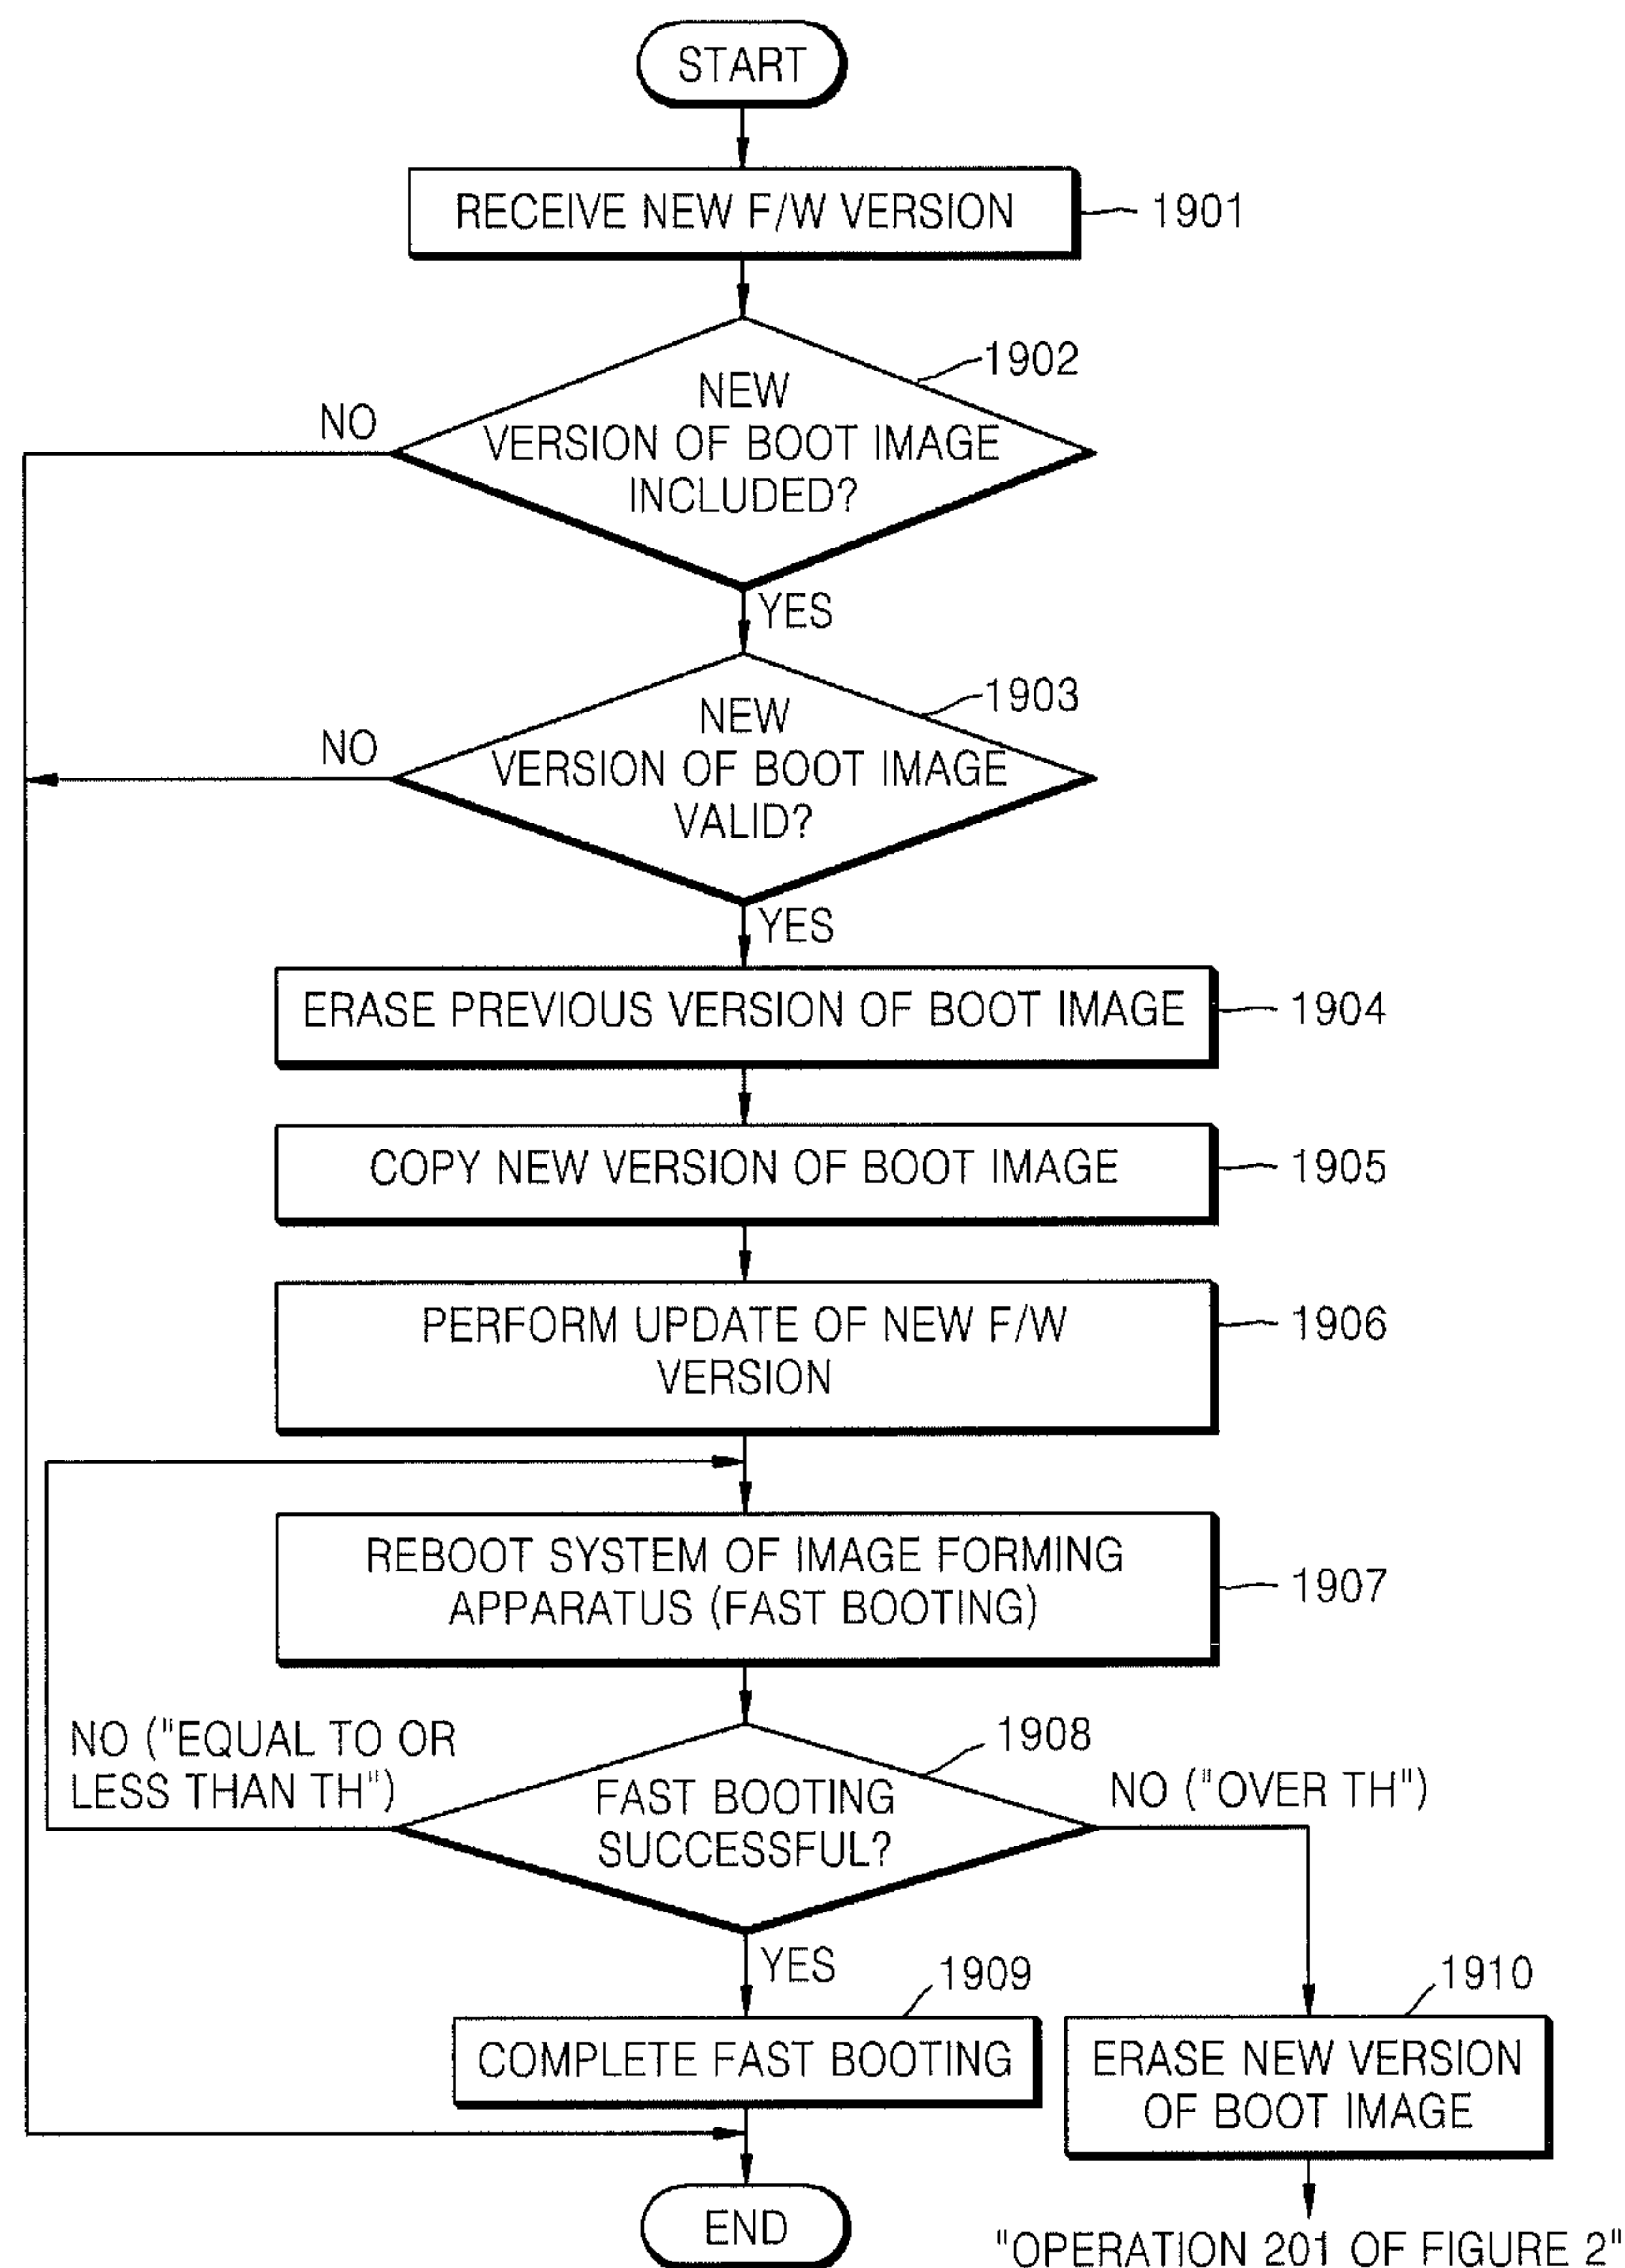 START
RECEIVE NEW F/W VERSION
1901
1902
NEW
VERSION OF BOOT IMAGE
INCLUDED?
NO
YES
1903
NEW
VERSION OF BOOT IMAGE
VALID?
NO
YES
ERASE PREVIOUS VERSION OF BOOT IMAGE
1904
COPY NEW VERSION OF BOOT IMAGE
1905
PERFORM UPDATE OF NEW F/W
VERSION
1906
REBOOT SYSTEM OF IMAGE FORMING
APPARATUS (FAST BOOTING)
1907
NO ("EQUAL TO OR
LESS THAN TH")
1908
FAST BOOTING
SUCCESSFUL?
NO ("OVER TH")
YES
1909
COMPLETE FAST BOOTING
1910
ERASE NEW VERSION
OF BOOT IMAGE
END
"OPERATION 201 OF FIGURE 2"